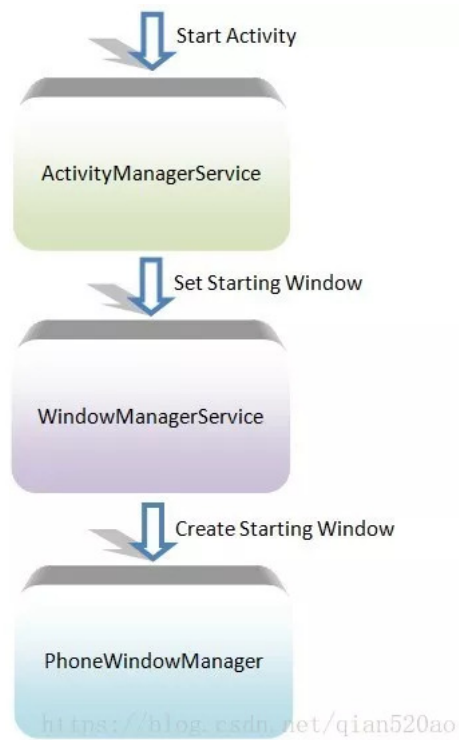 Start Activity
ActivityManagerService
Set Starting Window
WindowManagerService
Create Starting Window
PhoneWindowManager
https://blog.csdn.net/qian520ao